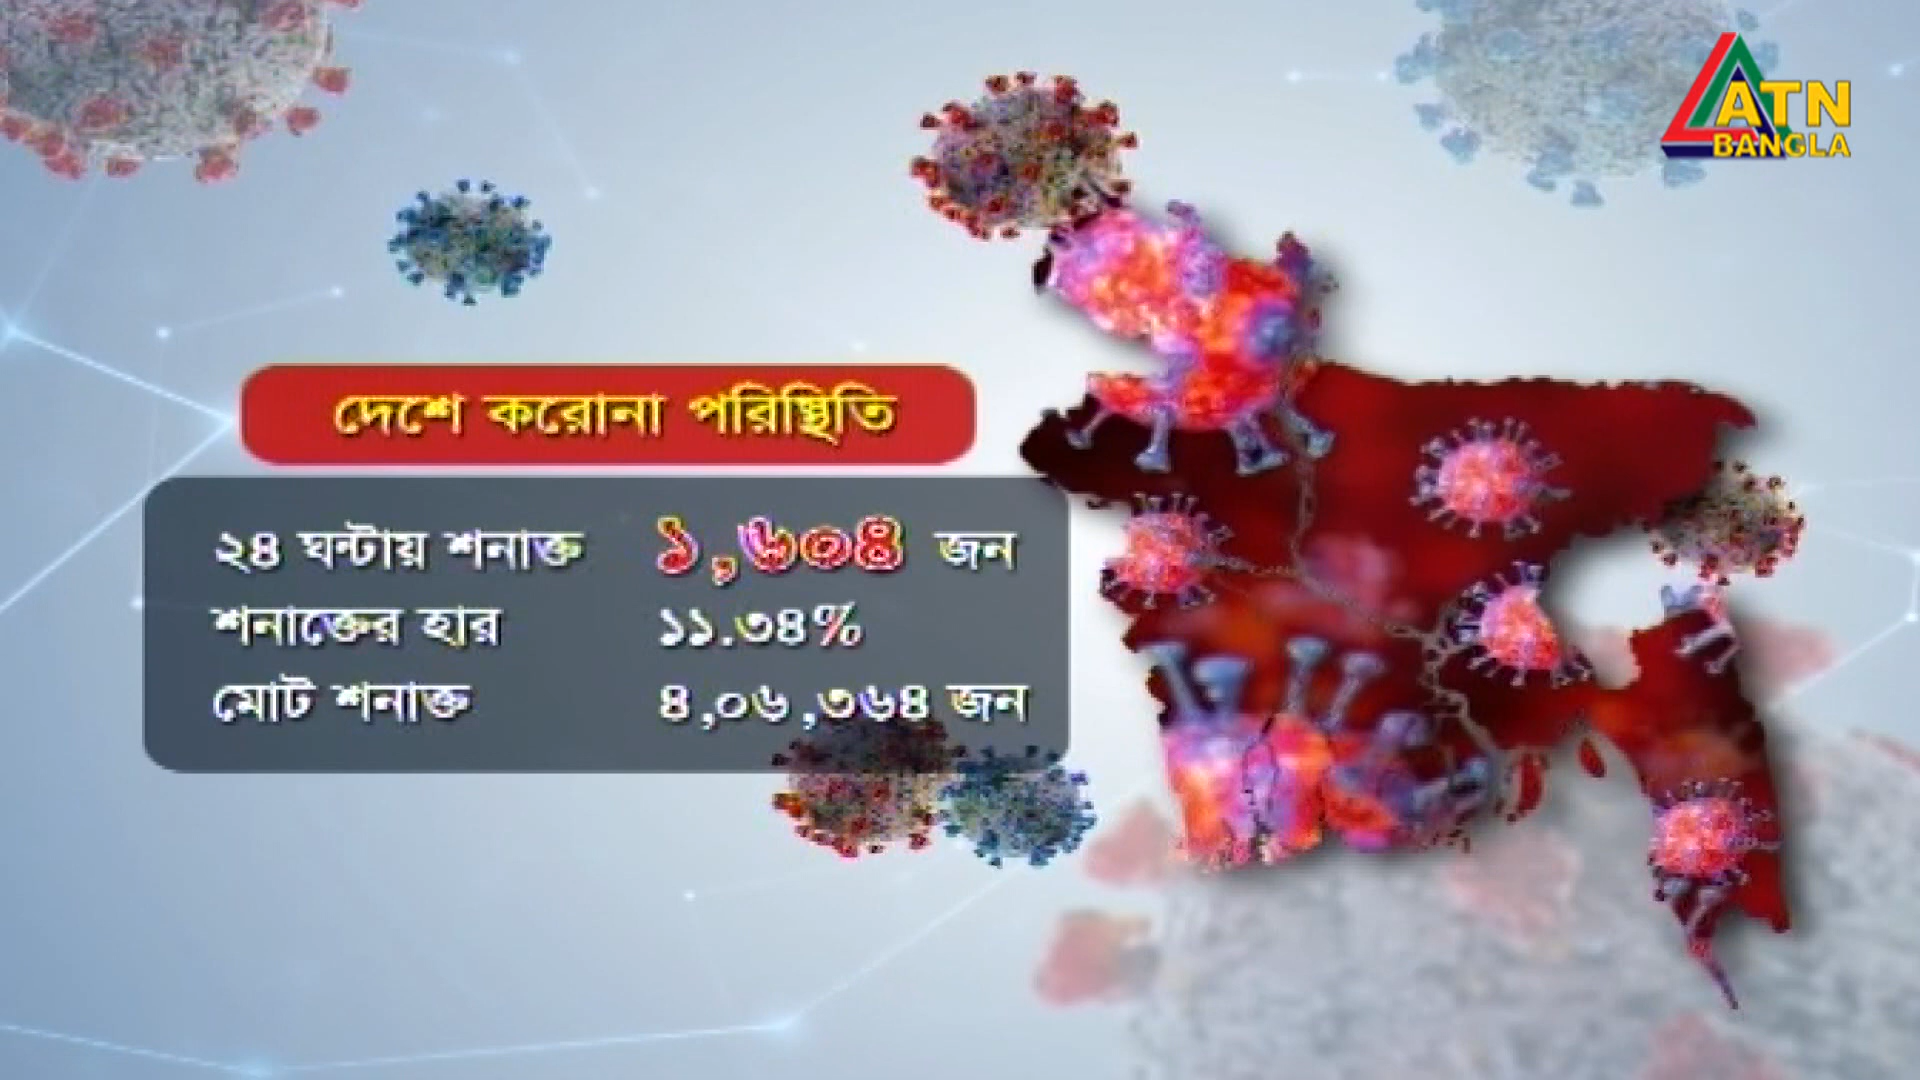 ATN
BANGLA
দেশে করোনা পরিস্থিতি
২৪ ঘন্টায় শনাক্ত ১,৬০৪ জন
শনাক্তের হার ১১.৩৪%
মোট শনাক্ত ৪,০৬,৩৬৪ জন